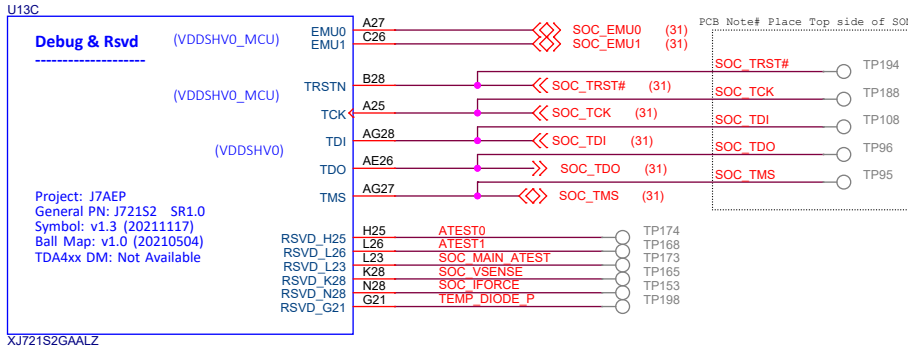 U13C
Debug & Rsvd
--------------------
(VDDSHV0_MCU)
(VDDSHV0_MCU)
(VDDSHV0)
Project: J7AEP
General PN: J721S2 SR1.0
Symbol: v1.3 (20211117)
Ball Map: v1.0 (20210504)
TDA4xx DM: Not Available
EMU0 A27 SOC_EMU0 (31)
EMU1 C26 SOC_EMU1 (31)
PCB Note# Place Top side of SO
TRSTN B28 SOC_TRST# (31) SOC_TRST# TP194
TCK A25 SOC_TCK (31) SOC_TCK TP188
TDI AG28 SOC_TDI (31) SOC_TDI TP108
TDO AE26 SOC_TDO (31) SOC_TDO TP96
TMS AG27 SOC_TMS (31) SOC_TMS TP95
RSVD_H25 H25 ATEST0 TP174
RSVD_L26 L26 ATEST1 TP168
RSVD_L23 L23 SOC_MAIN_ATEST TP173
RSVD_K28 K28 SOC_VSENSE TP165
RSVD_N28 N28 SOC_IFORCE TP153
RSVD_G21 G21 TEMP_DIODE_P TP198
XJ721S2GAALZ